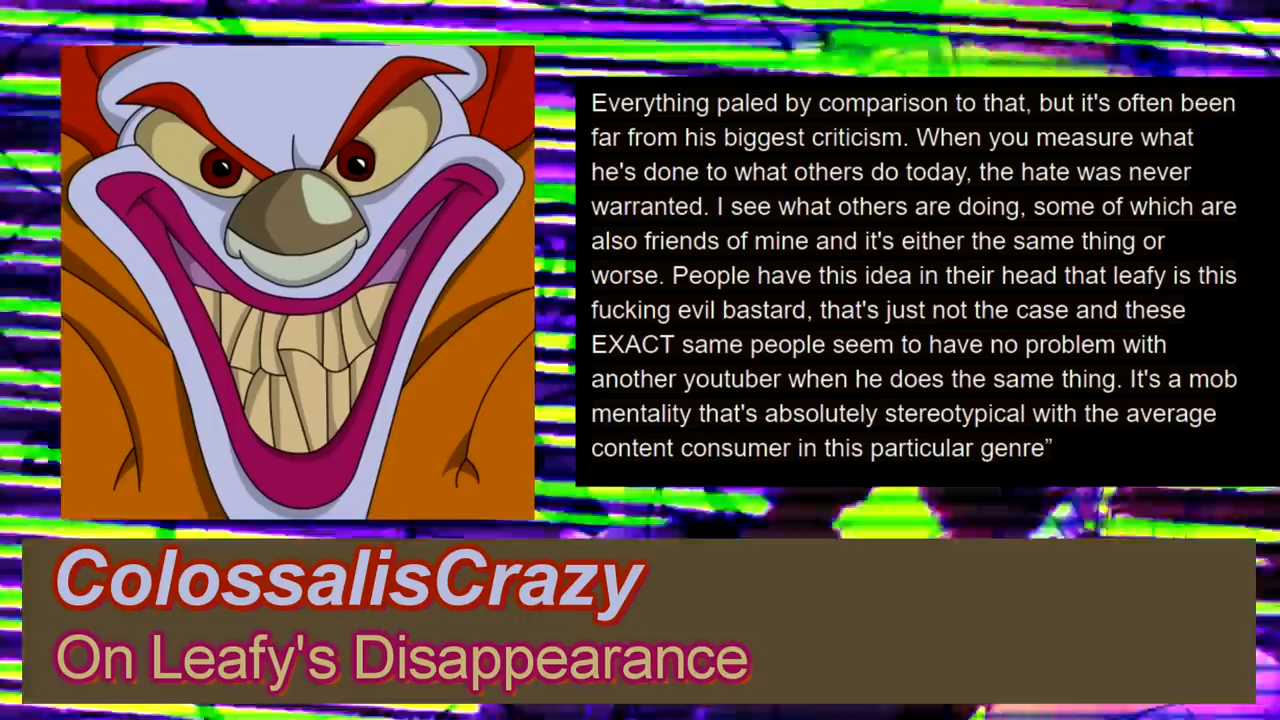 Everything paled by comparison to that, but it's often been
far from his biggest criticism. When you measure what
he's done to what others do today, the hate was never
warranted. I see what others are doing, some of which are
also friends of mine and it's either the same thing or
worse. People have this idea in their head that leafy is this
fucking evil bastard, that's just not the case and these
EXACT same people seem to have no problem with
another youtuber when he does the same thing. It's a mob
mentality that's absolutely stereotypical with the average
content consumer in this particular genre”
ColossalisCrazy
On Leafy's Disappearance